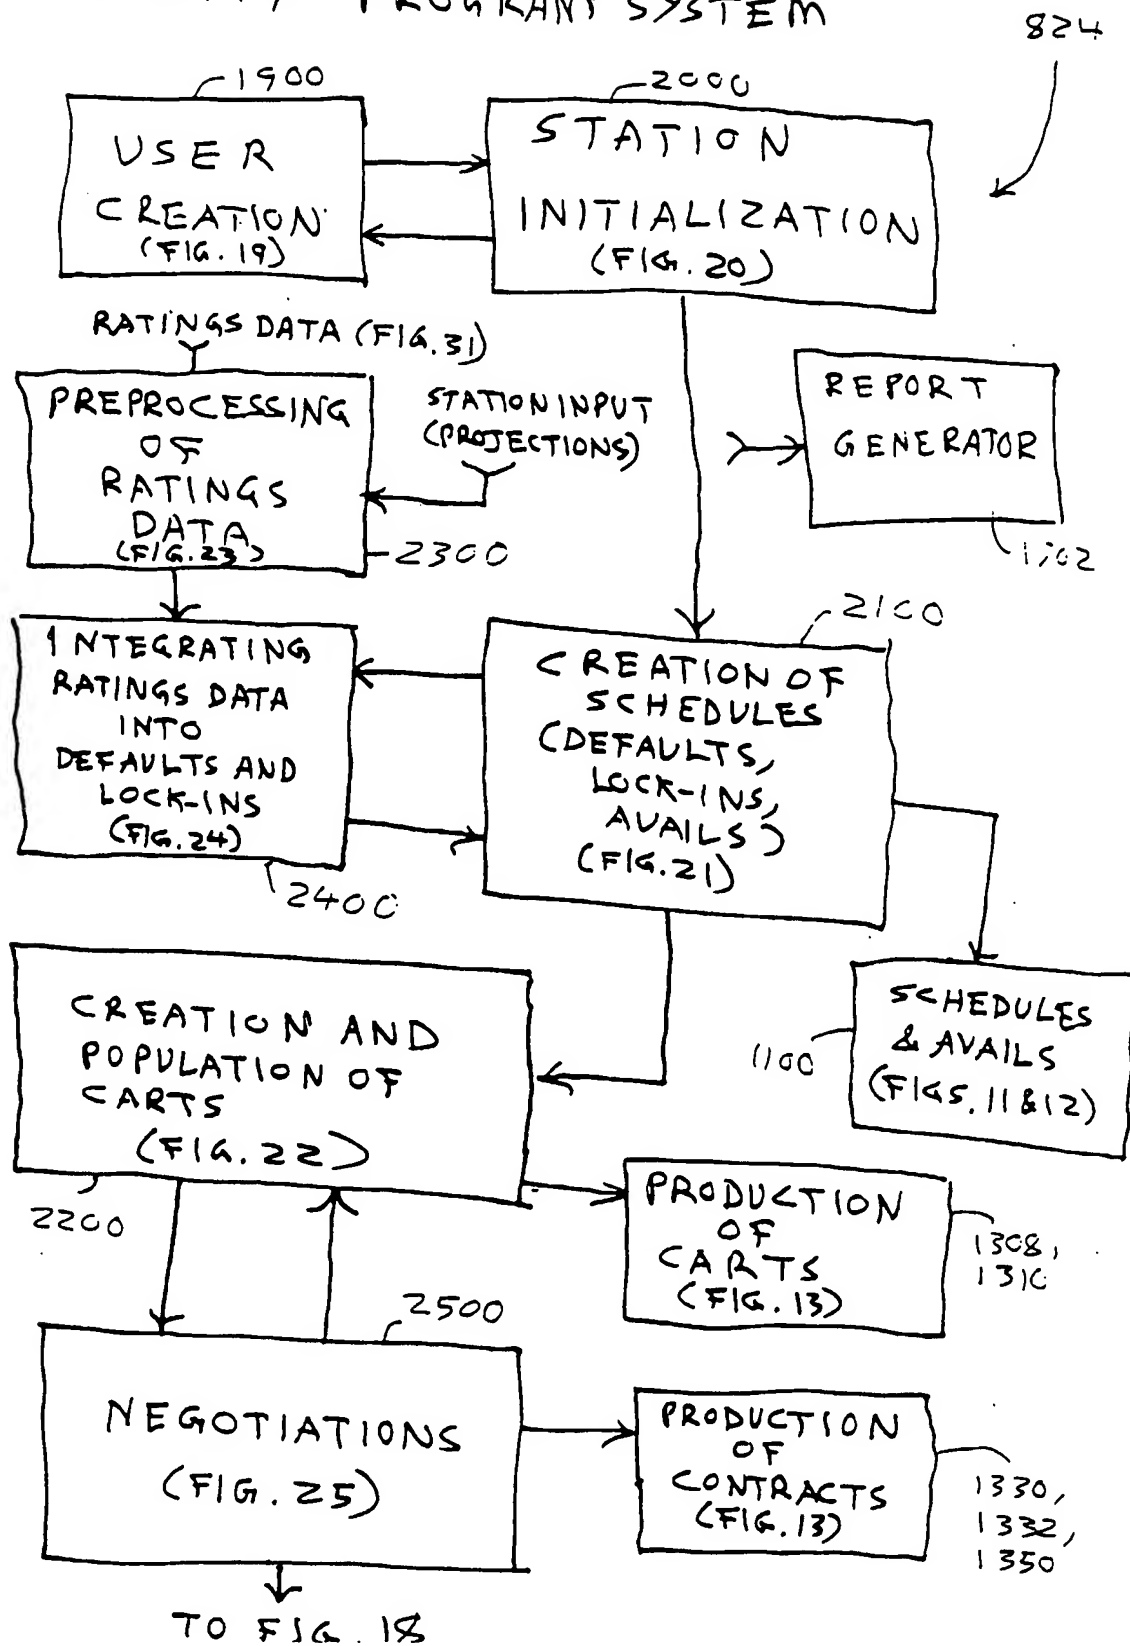 PROGRAM SYSTEM
824
1900
USER
CREATION
(FIG. 19)
2000
STATION
INITIALIZATION
(FIG. 20)
RATINGS DATA (FIG. 31)
PREPROCESSING
OF
RATINGS
DATA
(FIG. 23)
2300
STATION INPUT
(PROJECTIONS)
REPORT
GENERATOR
1702
INTEGRATING
RATINGS DATA
INTO
DEFAULTS AND
LOCK-INS
(FIG. 24)
2400
2100
CREATION OF
SCHEDULES
(DEFAULTS,
LOCK-INS,
AVAILS)
(FIG. 21)
SCHEDULES
& AVAILS
(FIGS. 11 & 12)
1100
CREATION AND
POPULATION OF
CARTS
(FIG. 22)
2200
PRODUCTION
OF
CARTS
(FIG. 13)
1308,
1310
2500
NEGOTIATIONS
(FIG. 25)
PRODUCTION
OF
CONTRACTS
(FIG. 13)
1330,
1332,
1350
TO FIG. 18